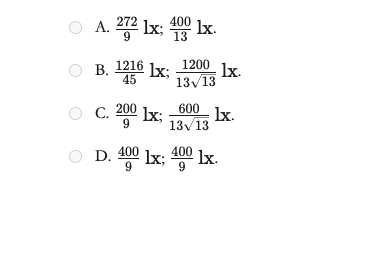 A. 272/9 lx; 400/13 lx.
B. 1216/45 lx; 1200/13√13 lx.
C. 200/9 lx; 600/13√13 lx.
D. 400/9 lx; 400/9 lx.